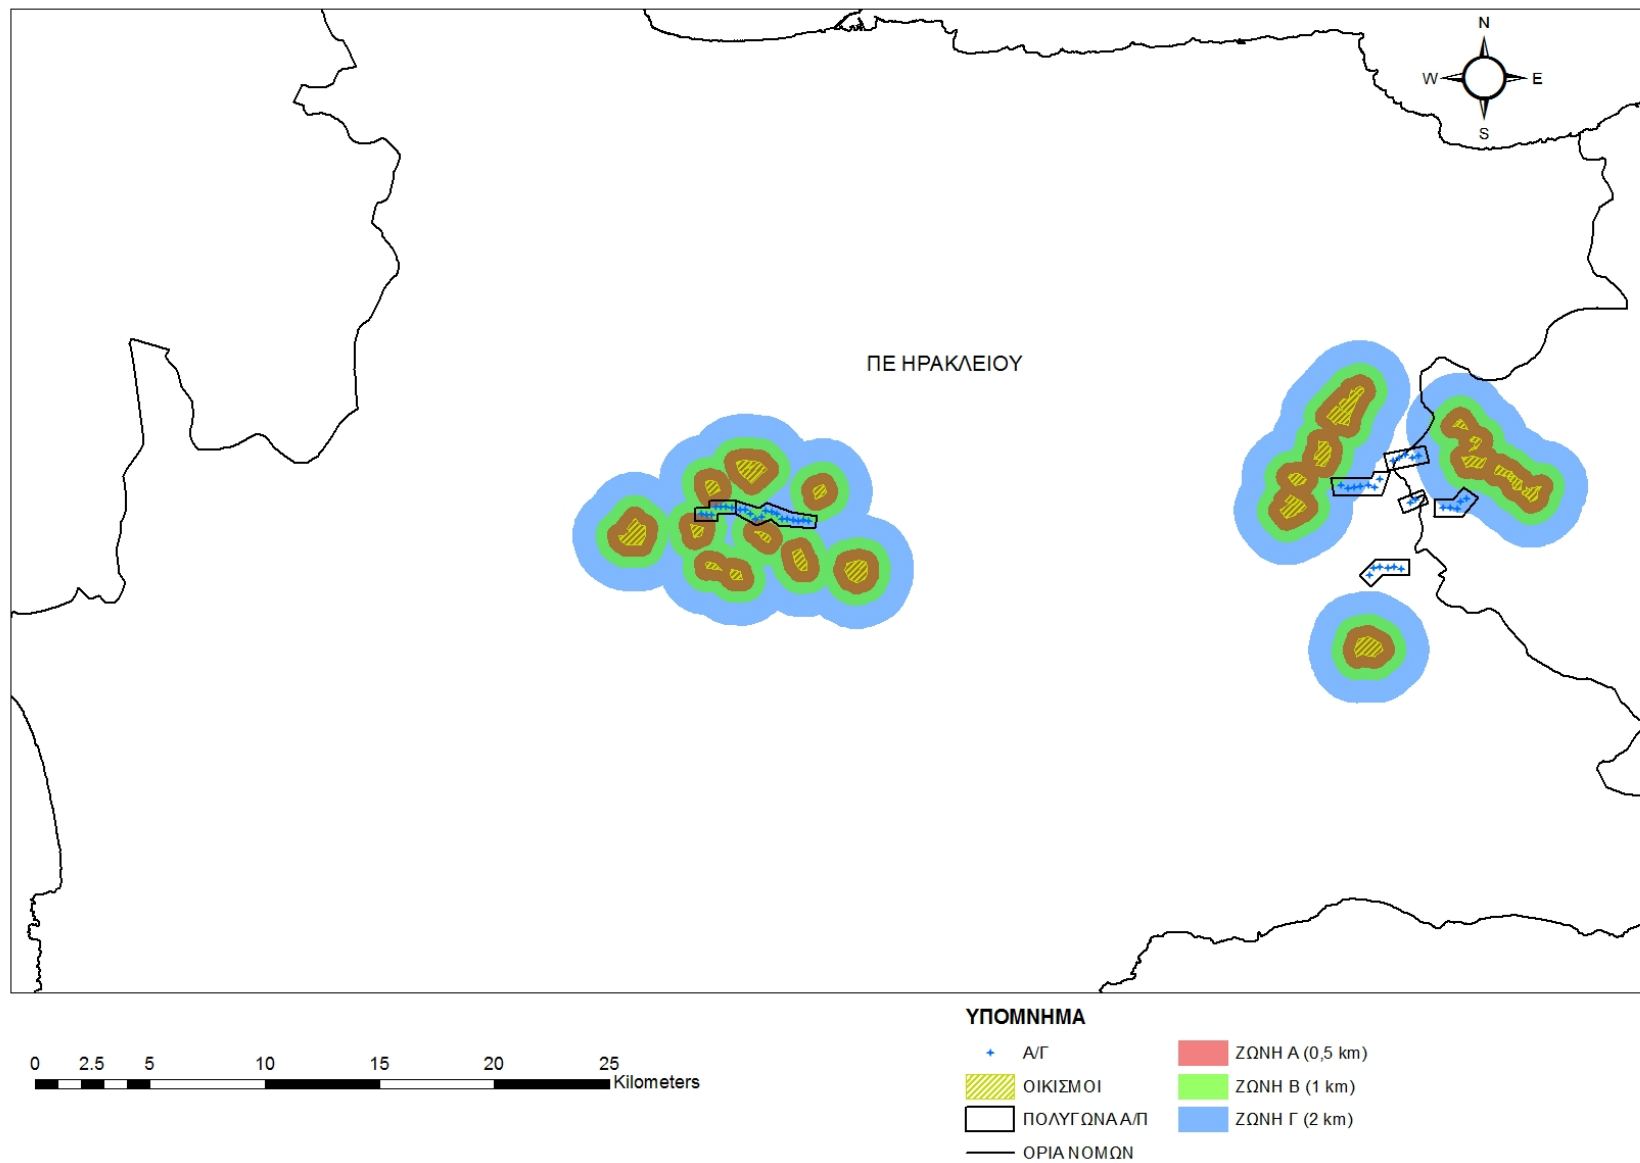 N
W E
S
ΠΕ ΗΡΑΚΛΕΙΟΥ
ΥΠΟΜΝΗΜΑ
Α/Γ
ΟΙΚΙΣΜΟΙ
ΠΟΛΥΓΩΝΑ Α/Π
ΟΡΙΑ ΝΟΜΩΝ
ΖΩΝΗ Α (0,5 km)
ΖΩΝΗ Β (1 km)
ΖΩΝΗ Γ (2 km)
0 2.5 5 10 15 20 25
Kilometers